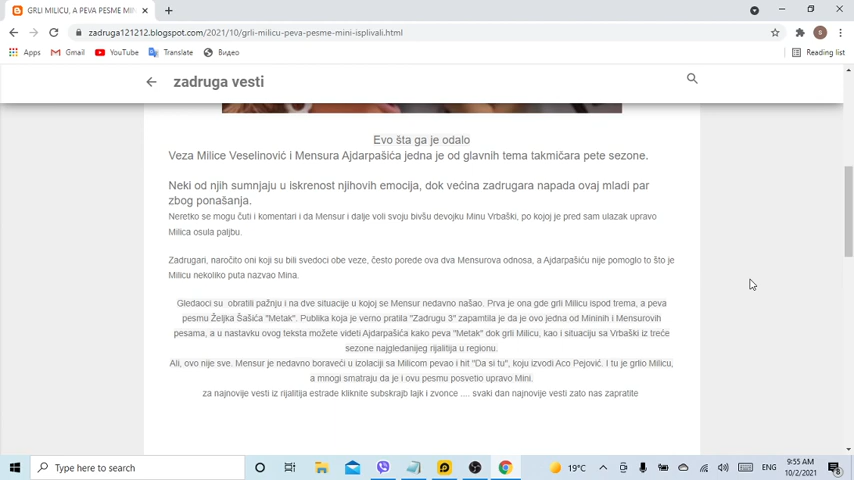 GRLI MILICU, A PEVA PESME MIN
zadruga121212.blogspot.com/2021/10/grli-milicu-peva-pesme-mini-isplivali.html
Apps
Gmail
YouTube
Translate
Видео
Reading list
zadruga vesti
Evo šta ga je odalo
Veza Milice Veselinović i Mensura Ajdarpašića jedna je od glavnih tema takmičara pete sezone.
Neki od njih sumnjaju u iskrenost njihovih emocija, dok većina zadrugara napada ovaj mladi par
zbog ponašanja.
Neretko se mogu čuti i komentari i da Mensur i dalje voli svoju bivšu devojku Minu Vrbaški, po kojoj je pred sam ulazak upravo
Milica osula paljbu.
Zadrugari, naročito oni koji su bili svedoci obe veze, često porede ova dva Mensurova odnosa, a Ajdarpašiću nije pomoglo to što je
Milicu nekoliko puta nazvao Mina.
Gledaoci su obratili pažnju i na dve situacije u kojoj se Mensur nedavno našao. Prva je ona gde grli Milicu ispod trema, a peva
pesmu Željka Šašića "Metak". Publika koja je verno pratila "Zadrugu 3" zapamtila je da je ovo jedna od Mininih i Mensurovih
pesama, a u nastavku ovog teksta možete videti Ajdarpašića kako peva "Metak" dok grli Milicu, kao i situaciju sa Vrbaški iz treće
sezone najgledanijeg rijalitija u regionu.
Ali, ovo nije sve. Mensur je nedavno boraveći u izolaciji sa Milicom pevao i hit "Da si tu", koju izvodi Aco Pejović. I tu je grlio Milicu,
a mnogi smatraju da je i ovu pesmu posvetio upravo Mini.
za najnovije vesti iz rijalitija estrade kliknite subskrajb lajk i zvonce .... svaki dan najnovije vesti zato nas zapratite
Type here to search
19°C
ENG
9:55 AM
10/2/2021
8